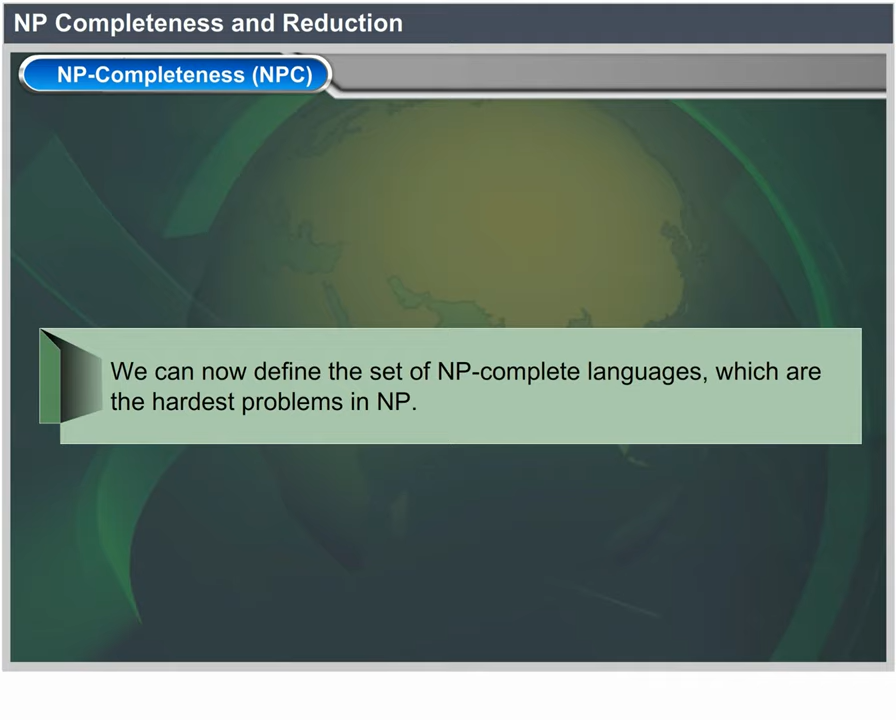 NP Completeness and Reduction
NP-Completeness (NPC)
We can now define the set of NP-complete languages, which are
the hardest problems in NP.